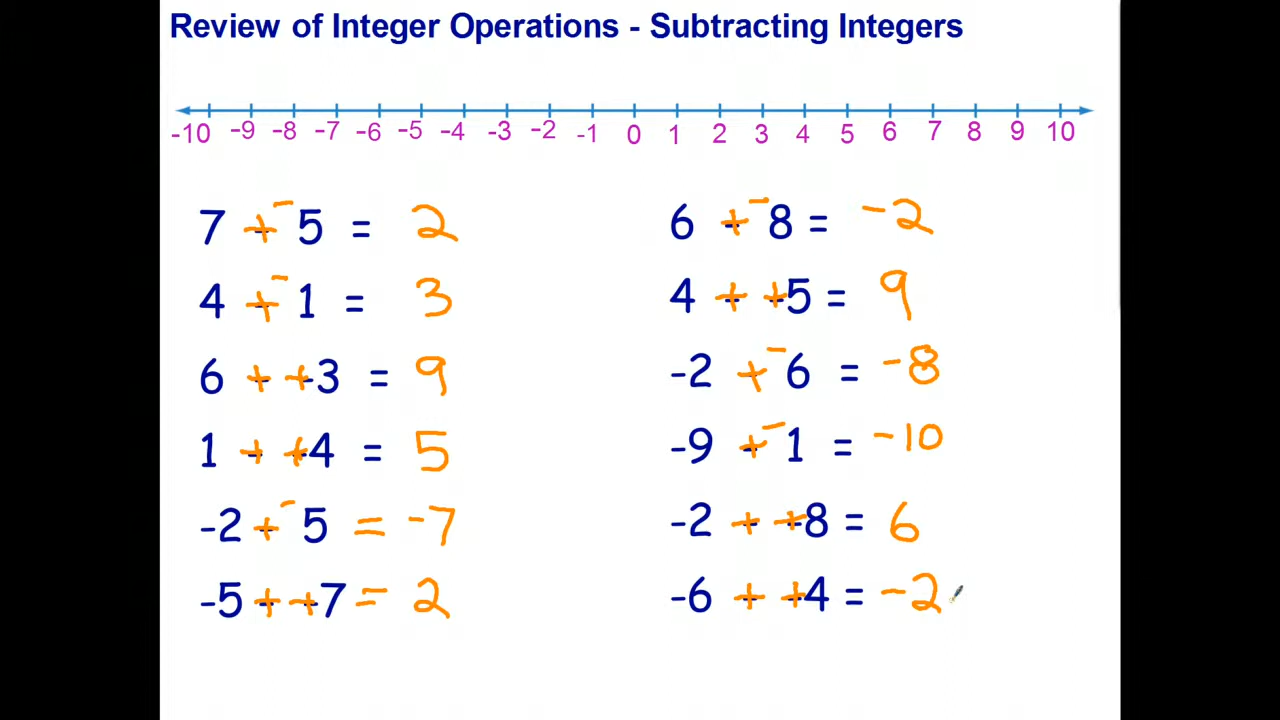 Review of Integer Operations - Subtracting Integers
-10 -9 -8 -7 -6 -5 -4 -3 -2 -1 0 1 2 3 4 5 6 7 8 9 10
7 + -5 = 2
4 + -1 = 3
6 + +3 = 9
1 + +4 = 5
-2 + -5 = -7
-5 + +7 = 2
6 + -8 = -2
4 + +5 = 9
-2 + -6 = -8
-9 + -1 = -10
-2 + +8 = 6
-6 + +4 = -2